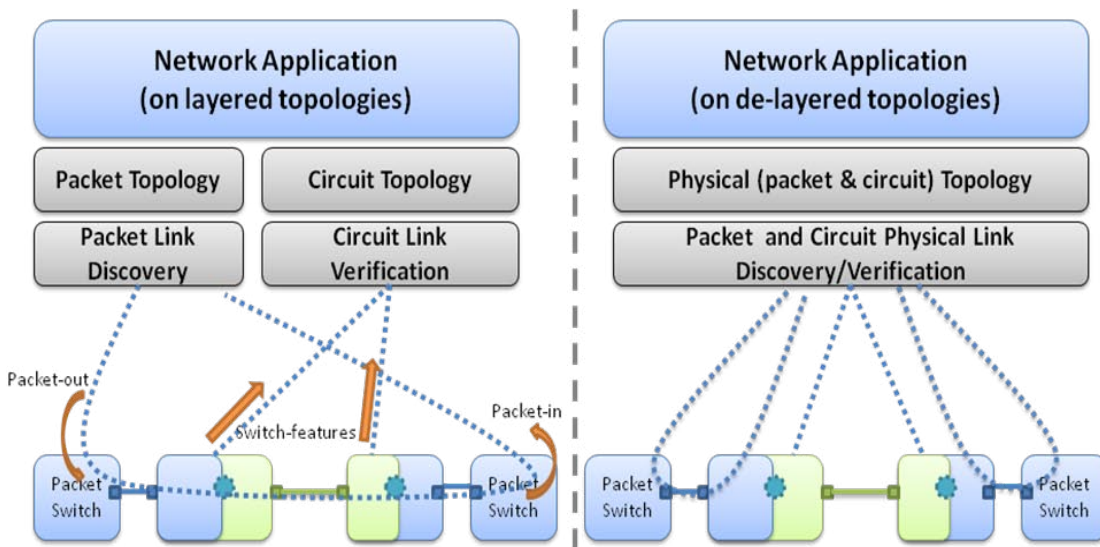 Network Application
(on layered topologies)
Packet Topology
Circuit Topology
Packet Link
Discovery
Circuit Link
Verification
Packet-out
Switch-features
Packet-in
Packet
Switch
Packet
Switch
Network Application
(on de-layered topologies)
Physical (packet & circuit) Topology
Packet and Circuit Physical Link
Discovery/Verification
Packet
Switch
Packet
Switch